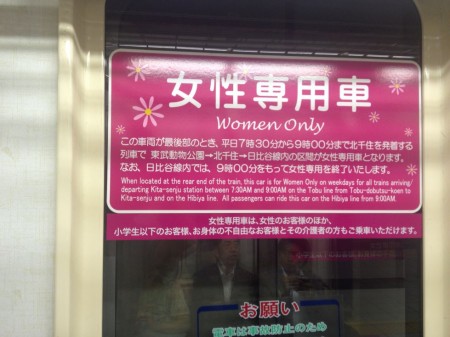 女性専用車
Women Only
この車両が最後部のとき、平日7時30分から9時00分まで北千住を発着する
列車で 東武動物公園→北千住→日比谷線内の区間が女性専用車となります。
なお、日比谷線内では、9時00分をもって女性専用を終了いたします。
When located at the rear end of the train, this car is for Women Only on weekdays for all trains arriving/
departing Kita-senju station between 7:30AM and 9:00AM on the Tobu line from Tobu-dobutsu-koen to
Kita-senju and on the Hibiya line. All passengers can ride this car on the Hibiya line from 9:00AM.
女性専用車は、女性のお客様のほか、
小学生以下のお客様、お身体の不自由なお客様とその介護者の方もご乗車いただけます。
お願い
電車は事故防止のため